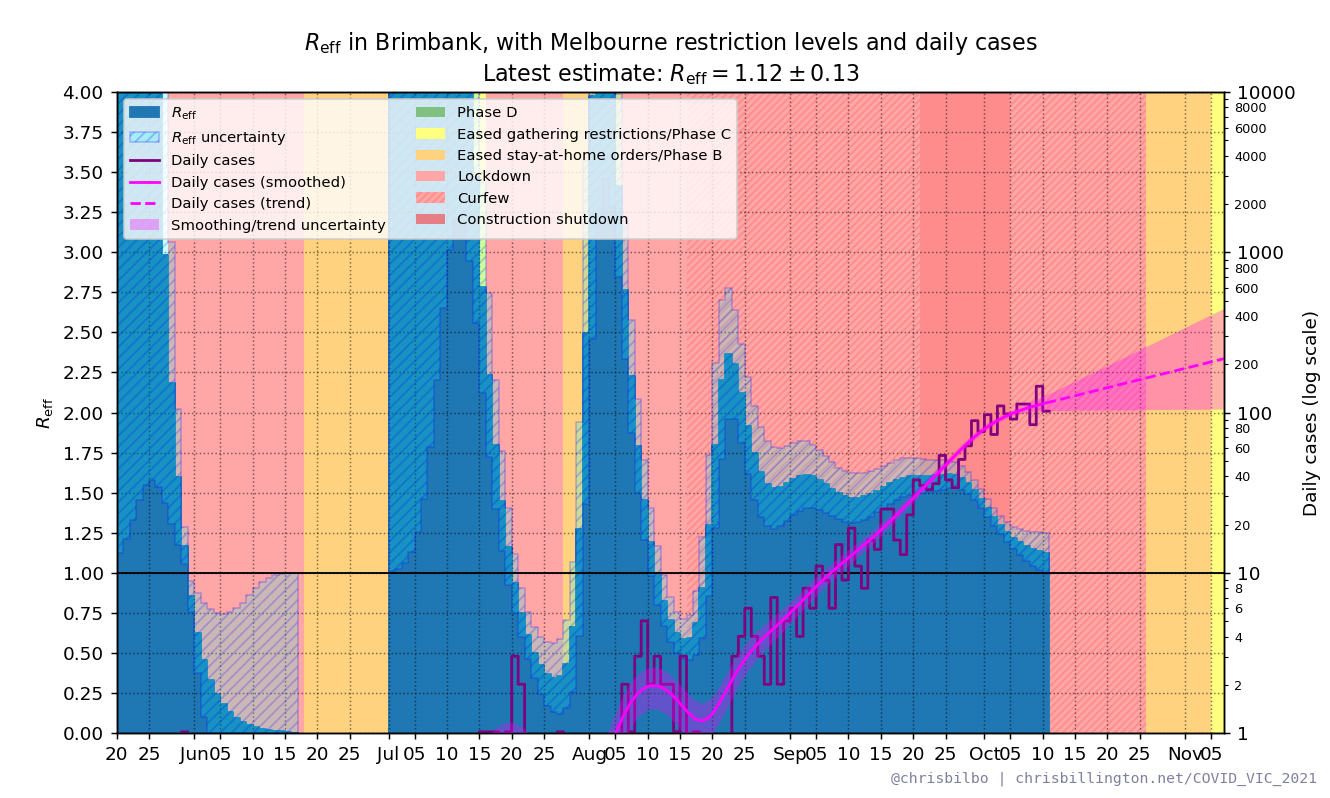 Reff in Brimbank, with Melbourne restriction levels and daily cases
Latest estimate: Reff = 1.12 ± 0.13
Reff
Reff uncertainty
Daily cases
Daily cases (smoothed)
Daily cases (trend)
Smoothing/trend uncertainty
Phase D
Eased gathering restrictions/Phase C
Eased stay-at-home orders/Phase B
Lockdown
Curfew
Construction shutdown
Reff
4.00
3.75
3.50
3.25
3.00
2.75
2.50
2.25
2.00
1.75
1.50
1.25
1.00
0.75
0.50
0.25
0.00
10000
8000
6000
4000
2000
1000
800
600
400
200
100
80
60
40
20
10
8
6
4
2
1
Daily cases (log scale)
20 25 Jun 05 10 15 20 25 Jul 05 10 15 20 25 Aug 05 10 15 20 25 Sep 05 10 15 20 25 Oct 05 10 15 20 25 Nov 05
@chrisbilbo | chrisbillington.net/COVID_VIC_2021